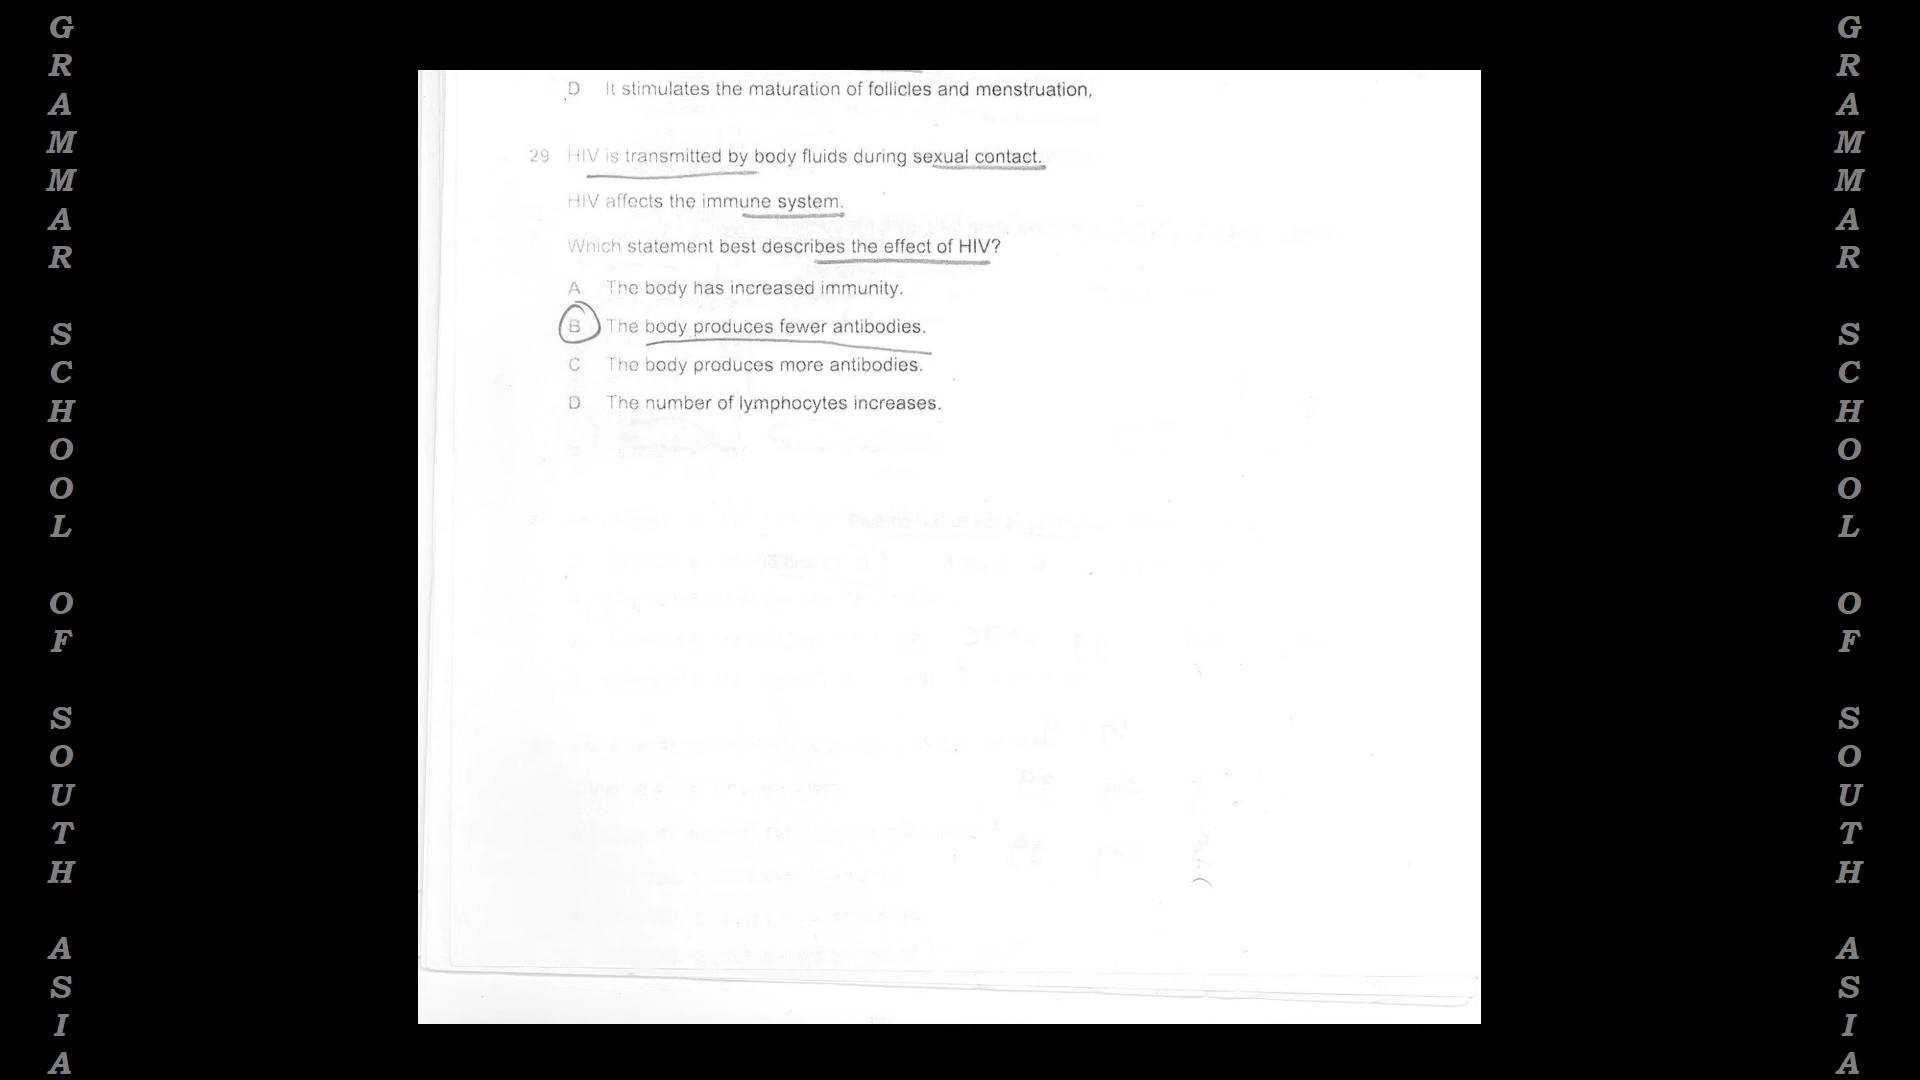 GRAMMAR SCHOOL OF SOUTH ASIA
D It stimulates the maturation of follicles and menstruation,
29 HIV is transmitted by body fluids during sexual contact.
HIV affects the immune system.
Which statement best describes the effect of HIV?
A The body has increased immunity.
B The body produces fewer antibodies.
C The body produces more antibodies.
D The number of lymphocytes increases.
GRAMMAR SCHOOL OF SOUTH ASIA